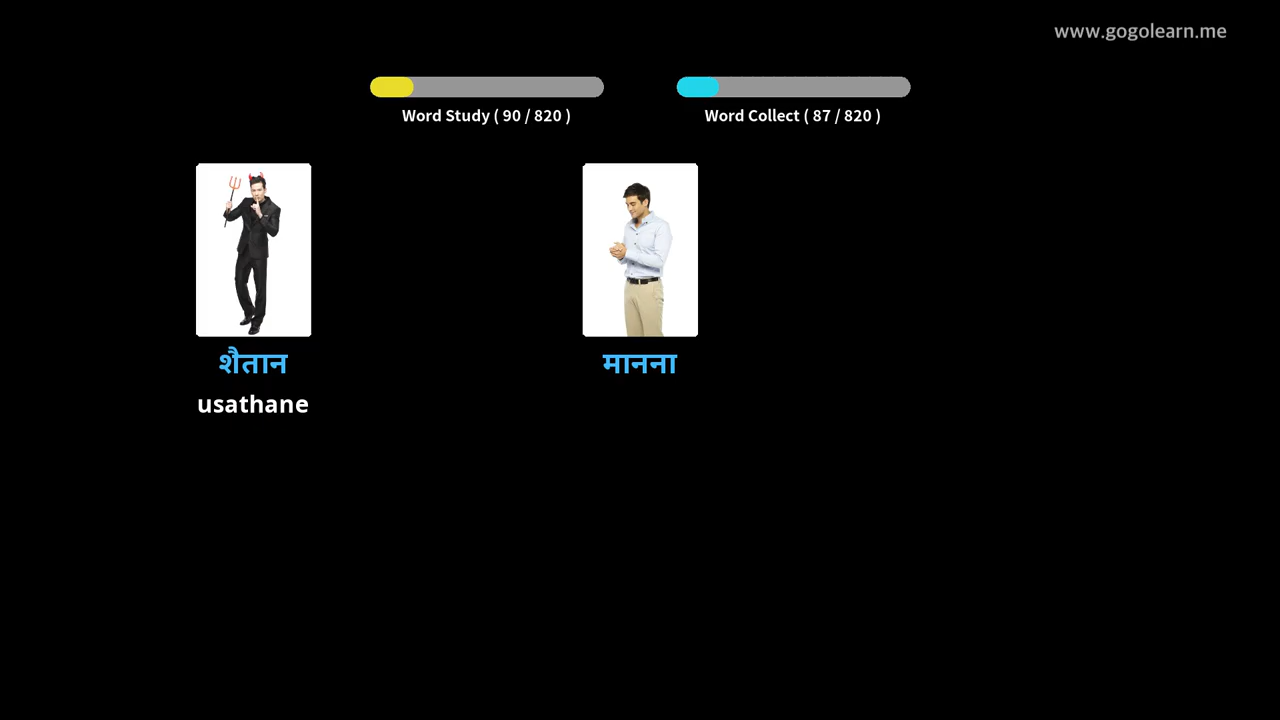 www.gogolearn.me
Word Study ( 90 / 820 )
Word Collect ( 87 / 820 )
शैतान
मानना
usathane